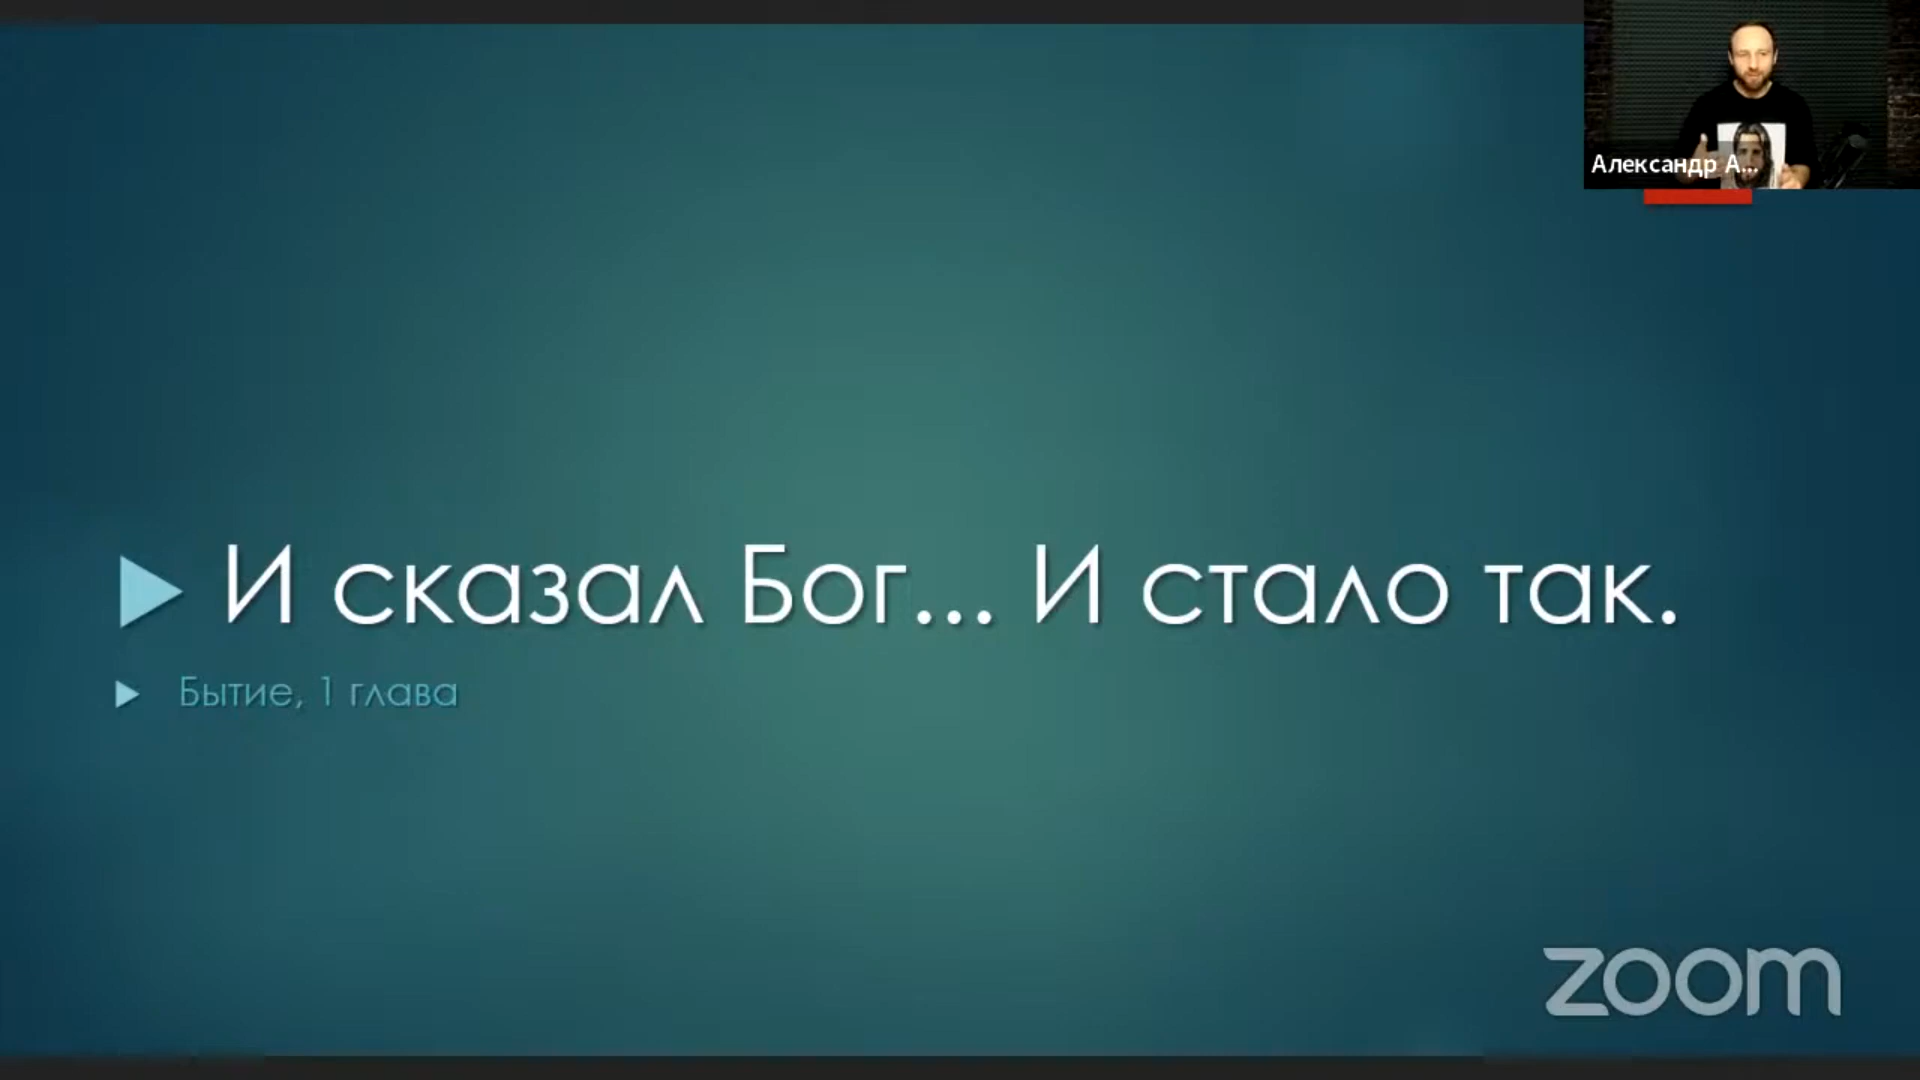 Александр А...
И сказал Бог... И стало так.
Бытие, 1 глава
zoom